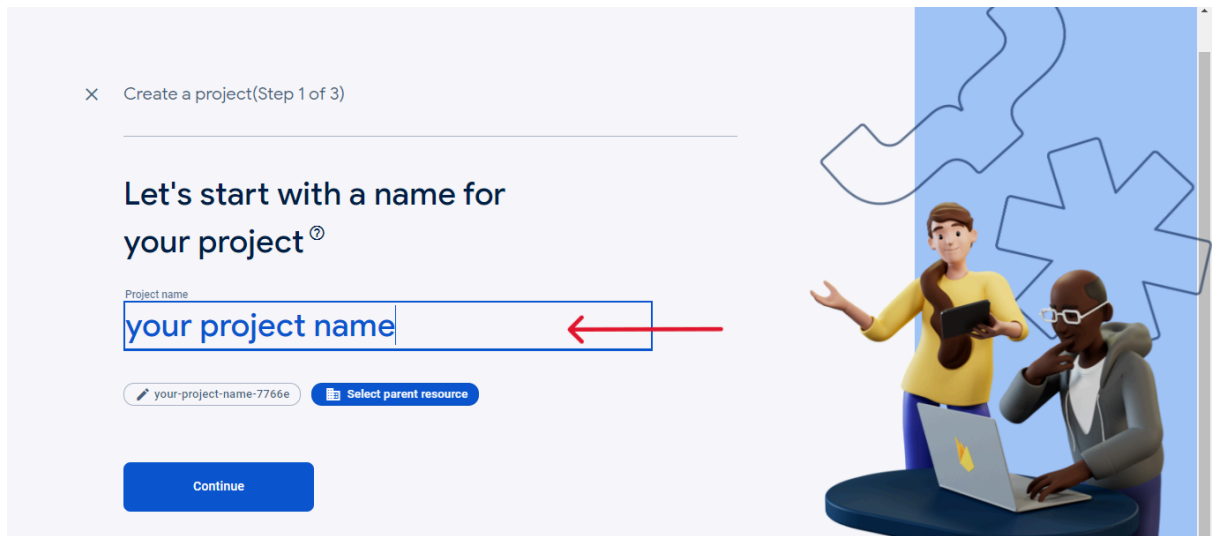 Create a project(Step 1 of 3)
Let's start with a name for
your project
Project name
your project name
your-project-name-7766e
Select parent resource
Continue